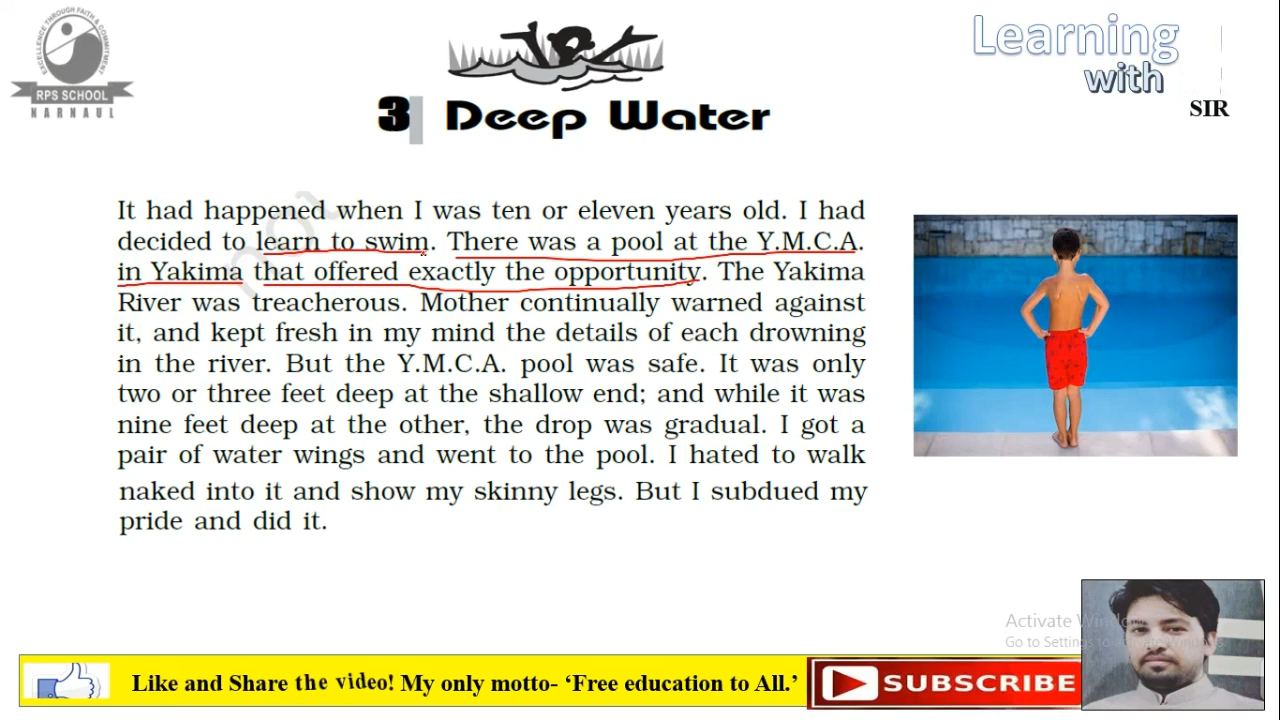 EXCELLENCE THROUGH FAITH & COMMITMENT
RPS SCHOOL
NARNAUL
Learning
with
SIR
3 Deep Water
not
It had happened when I was ten or eleven years old. I had
decided to learn to swim. There was a pool at the Y.M.C.A.
in Yakima that offered exactly the opportunity. The Yakima
River was treacherous. Mother continually warned against
it, and kept fresh in my mind the details of each drowning
in the river. But the Y.M.C.A. pool was safe. It was only
two or three feet deep at the shallow end; and while it was
nine feet deep at the other, the drop was gradual. I got a
pair of water wings and went to the pool. I hated to walk
naked into it and show my skinny legs. But I subdued my
pride and did it.
Activate Windows
Go to Settings to activate Windows.
Like and Share the video! My only motto- ‘Free education to All.’
SUBSCRIBE